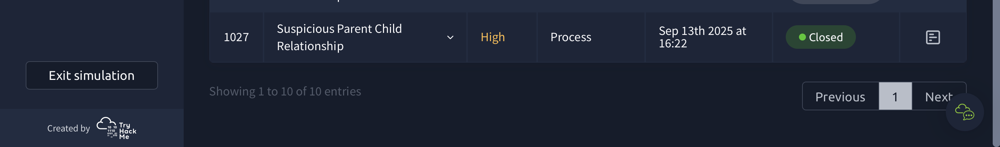 1027
Suspicious Parent Child
Relationship
High
Process
Sep 13th 2025 at
16:22
Closed
Exit simulation
Showing 1 to 10 of 10 entries
Previous
1
Next
Created by
Try
Hack
Me